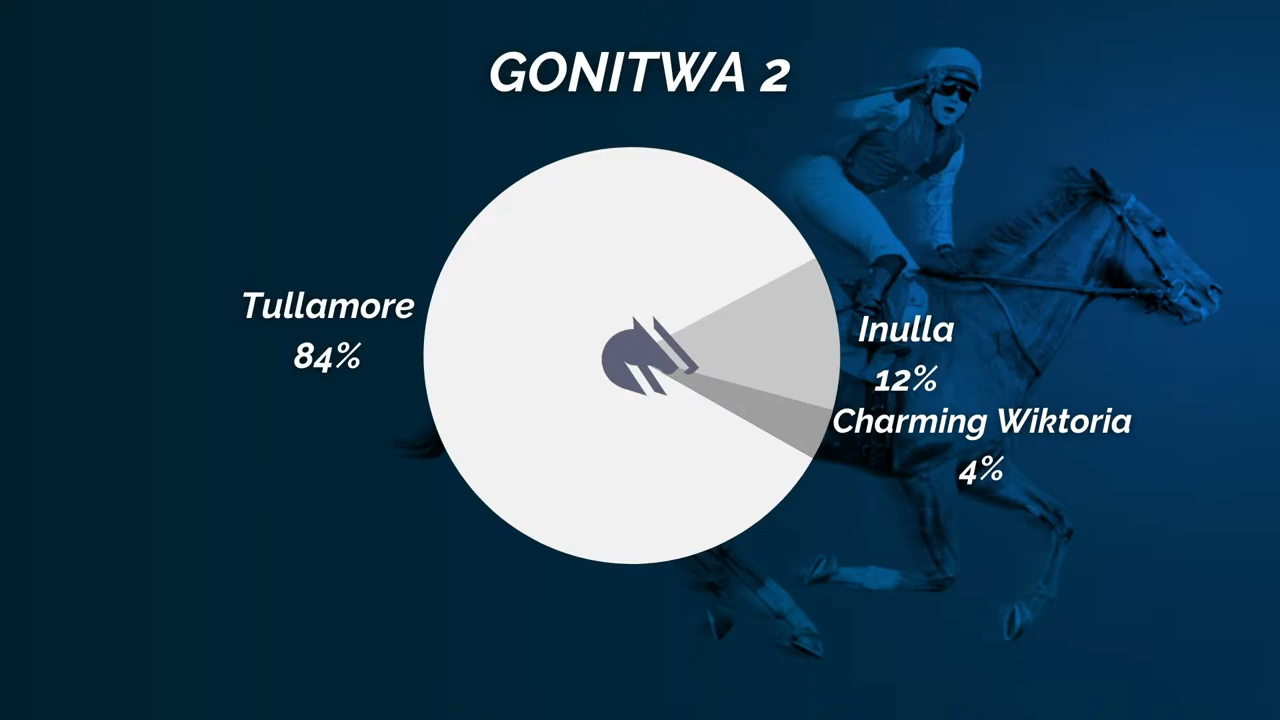 GONITWA 2
Tullamore
84%
Inulla
12%
Charming Wiktoria
4%